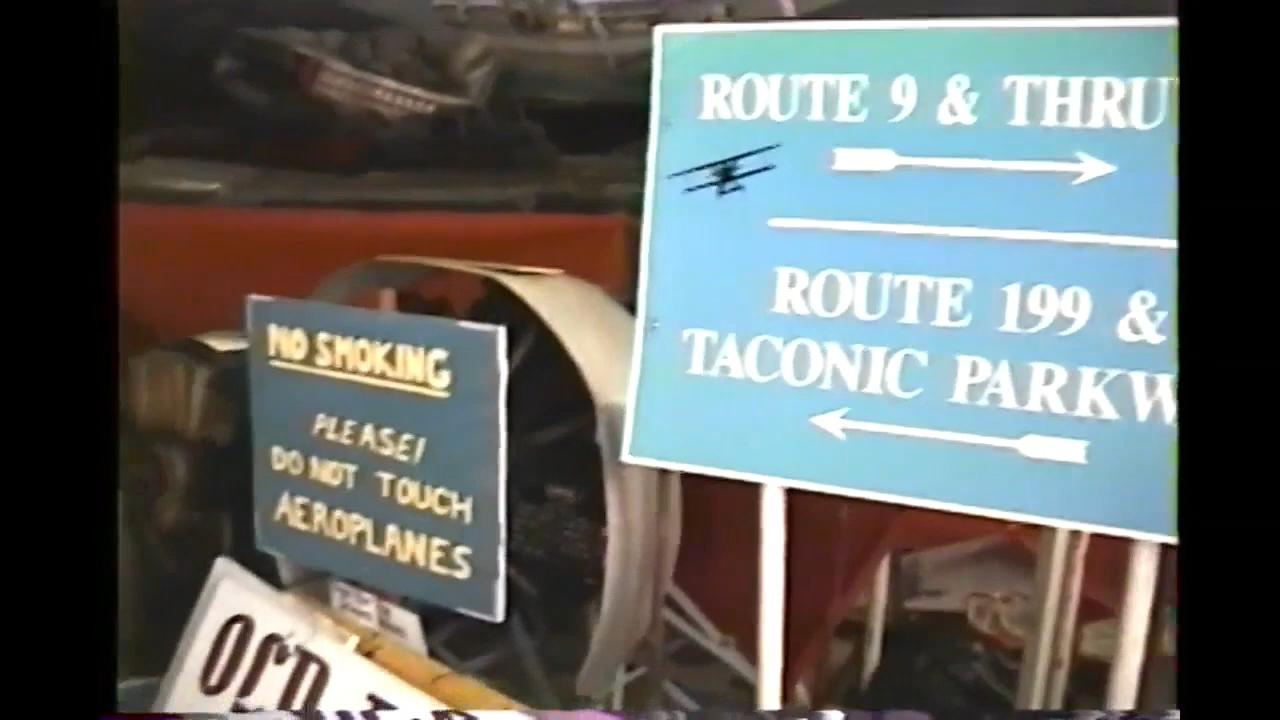 NO SMOKING
PLEASE!
DO NOT TOUCH
AEROPLANES
ROUTE 9 & THRU
ROUTE 199 &
TACONIC PARKW
OLD